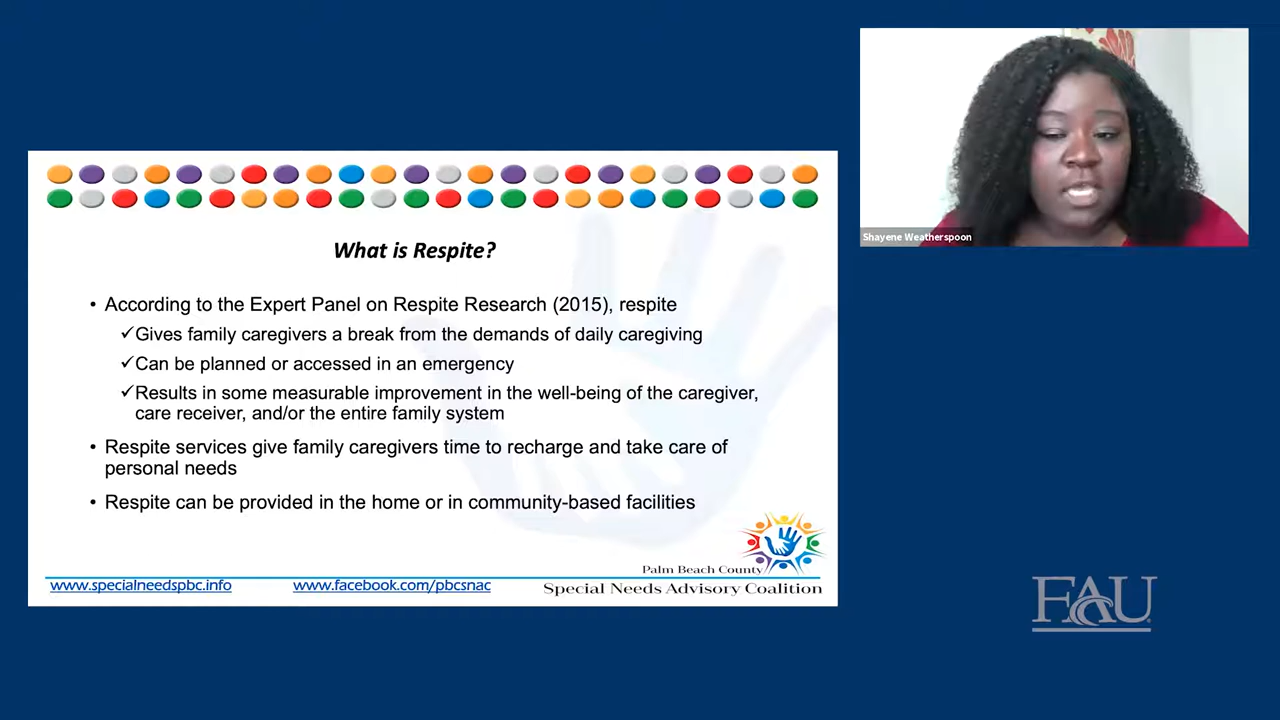 What is Respite?
• According to the Expert Panel on Respite Research (2015), respite
✓Gives family caregivers a break from the demands of daily caregiving
✓Can be planned or accessed in an emergency
✓Results in some measurable improvement in the well-being of the caregiver,
care receiver, and/or the entire family system
• Respite services give family caregivers time to recharge and take care of
personal needs
• Respite can be provided in the home or in community-based facilities
Palm Beach County
www.specialneedspbc.info
www.facebook.com/pbcsnac
Special Needs Advisory Coalition
Shayene Weatherspoon
FAU